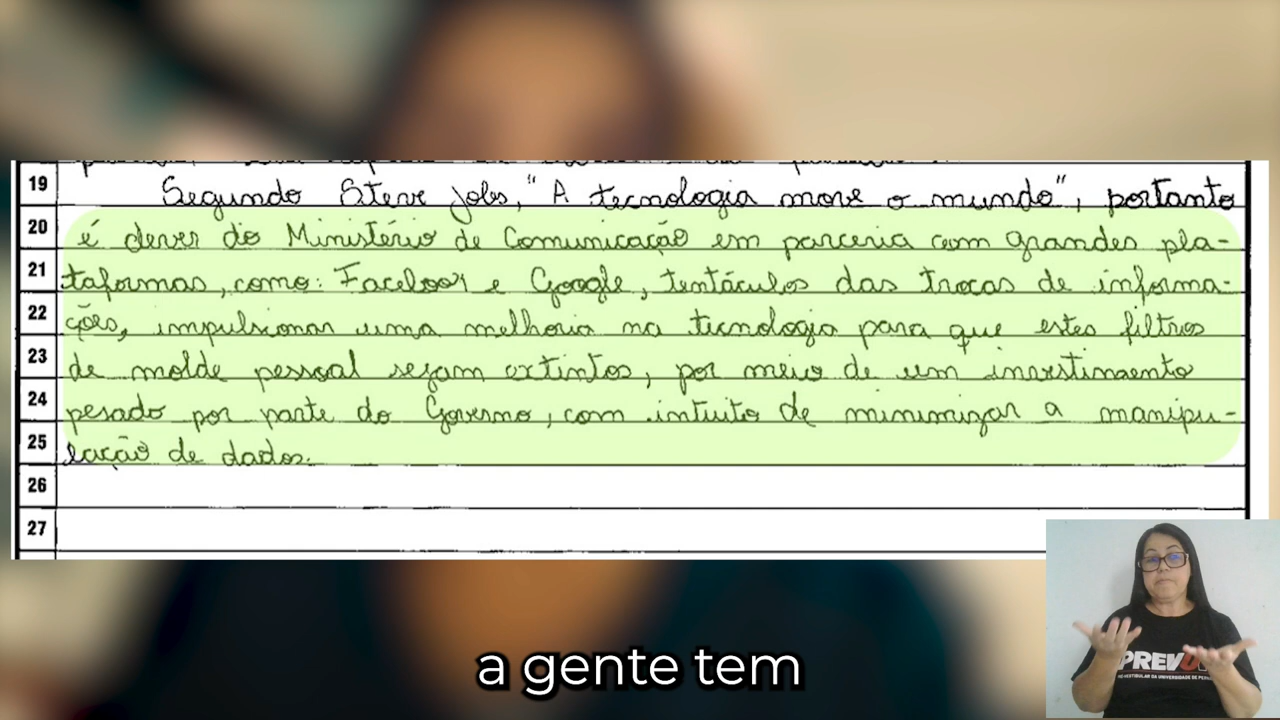 19 Segundo Steve Jobs, "A tecnologia move o mundo", portanto
20 é dever do Ministério de Comunicação em parceria com grandes pla-
21 taformas, como: Facebook e Google, tentáculos das trocas de informa-
22 ções, impulsionar uma melhoria na tecnologia para que estes filtros
23 de molde pessoal sejam extintos, por meio de um investimento
24 pesado por parte do Governo, com intuito de minimizar a manipu-
25 lação de dados.
26
27
a gente tem
PREVU